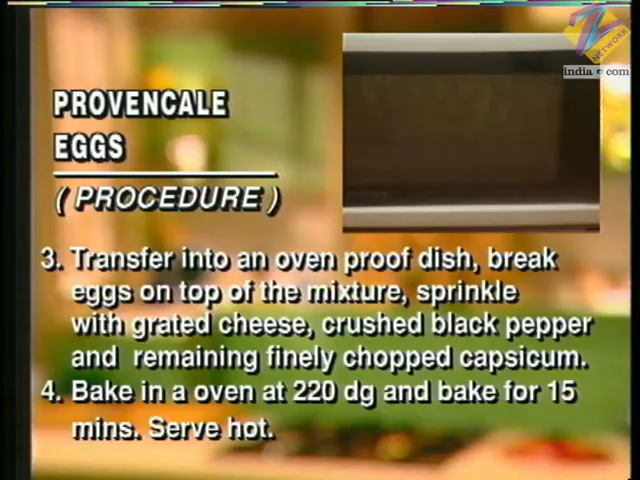 Z
NETWORK
india.com
PROVENCALE
EGGS
( PROCEDURE )
3. Transfer into an oven proof dish, break
eggs on top of the mixture, sprinkle
with grated cheese, crushed black pepper
and remaining finely chopped capsicum.
4. Bake in a oven at 220 dg and bake for 15
mins. Serve hot.